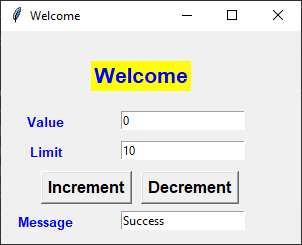 Welcome
Welcome
Value 0
Limit 10
Increment Decrement
Message Success